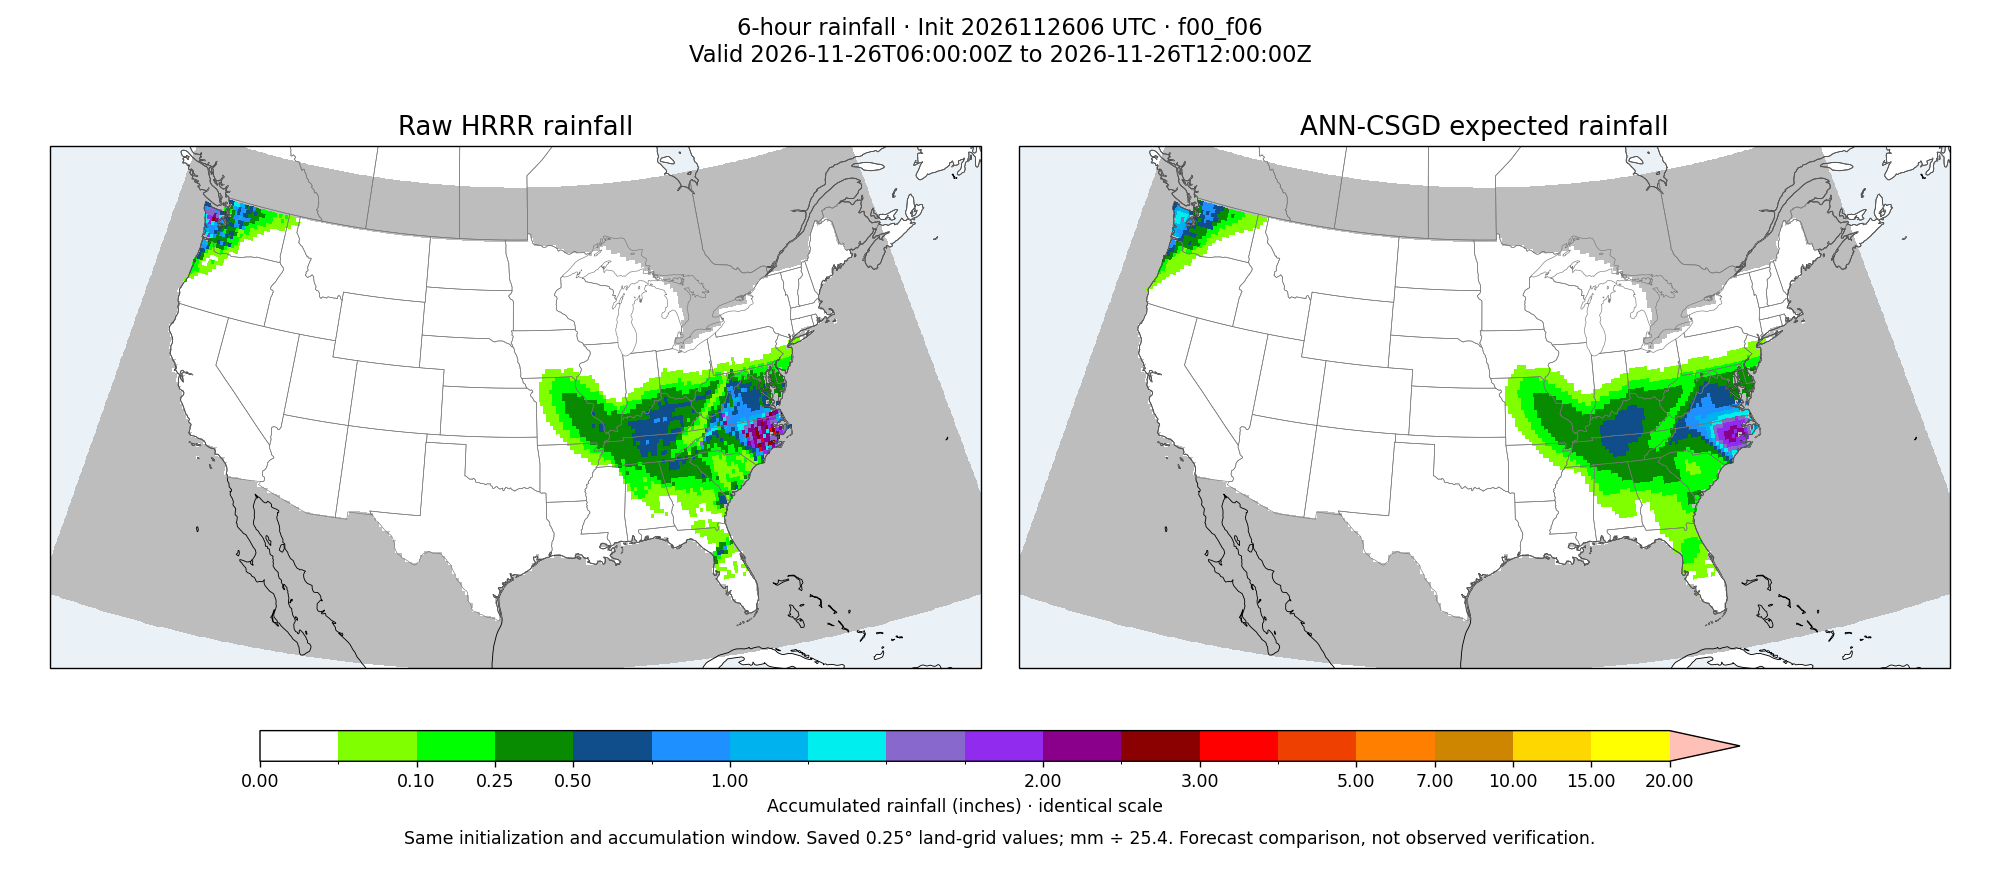 6-hour rainfall · Init 2026112606 UTC · f00_f06
Valid 2026-11-26T06:00:00Z to 2026-11-26T12:00:00Z
Raw HRRR rainfall
ANN-CSGD expected rainfall
0.00 0.10 0.25 0.50 1.00 2.00 3.00 5.00 7.00 10.00 15.00 20.00
Accumulated rainfall (inches) · identical scale
Same initialization and accumulation window. Saved 0.25° land-grid values; mm ÷ 25.4. Forecast comparison, not observed verification.